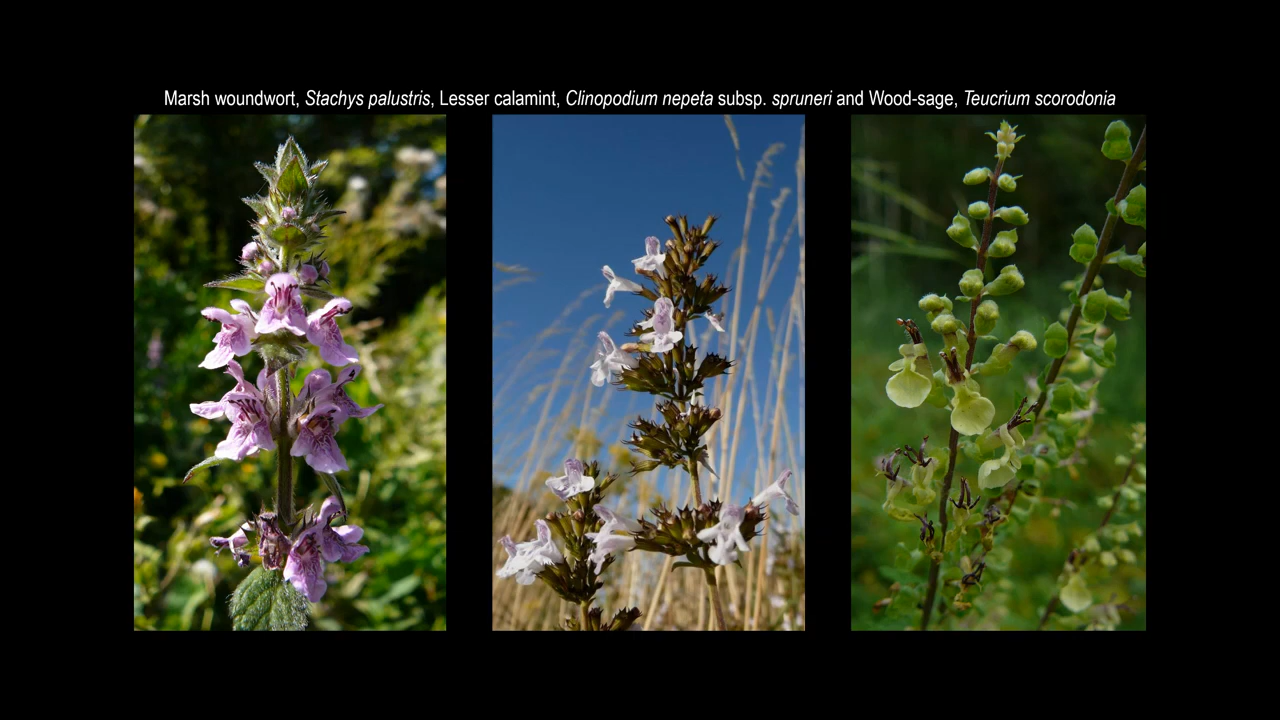 Marsh woundwort, Stachys palustris, Lesser calamint, Clinopodium nepeta subsp. spruneri and Wood-sage, Teucrium scorodonia